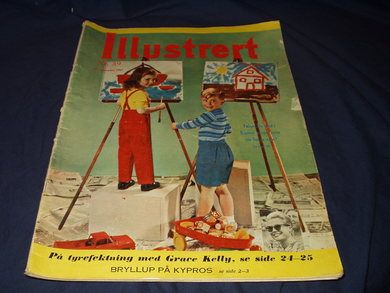 Illustrert
På tyrefektning med Grace Kelly, se side 24—25
BRYLLUP PÅ KYPROS se side 2—3